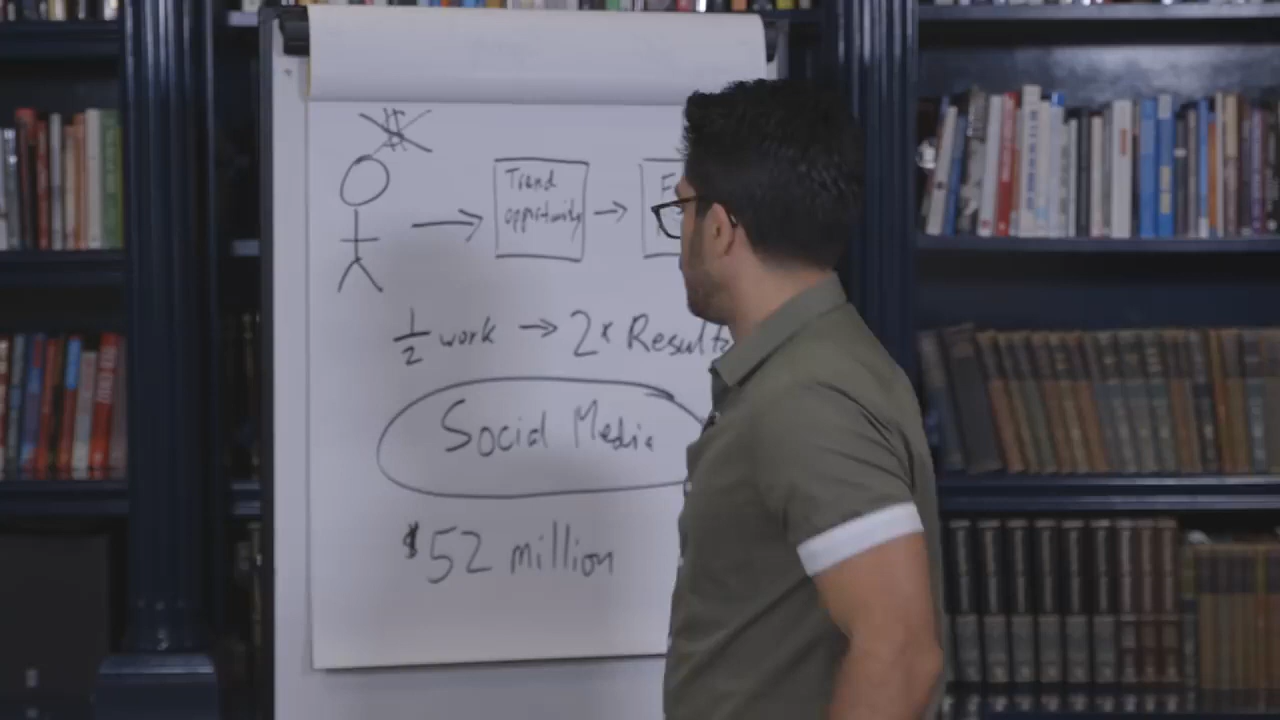 $
Trend
opportunity
1/2 work → 2x Results
Social Media
$52 million